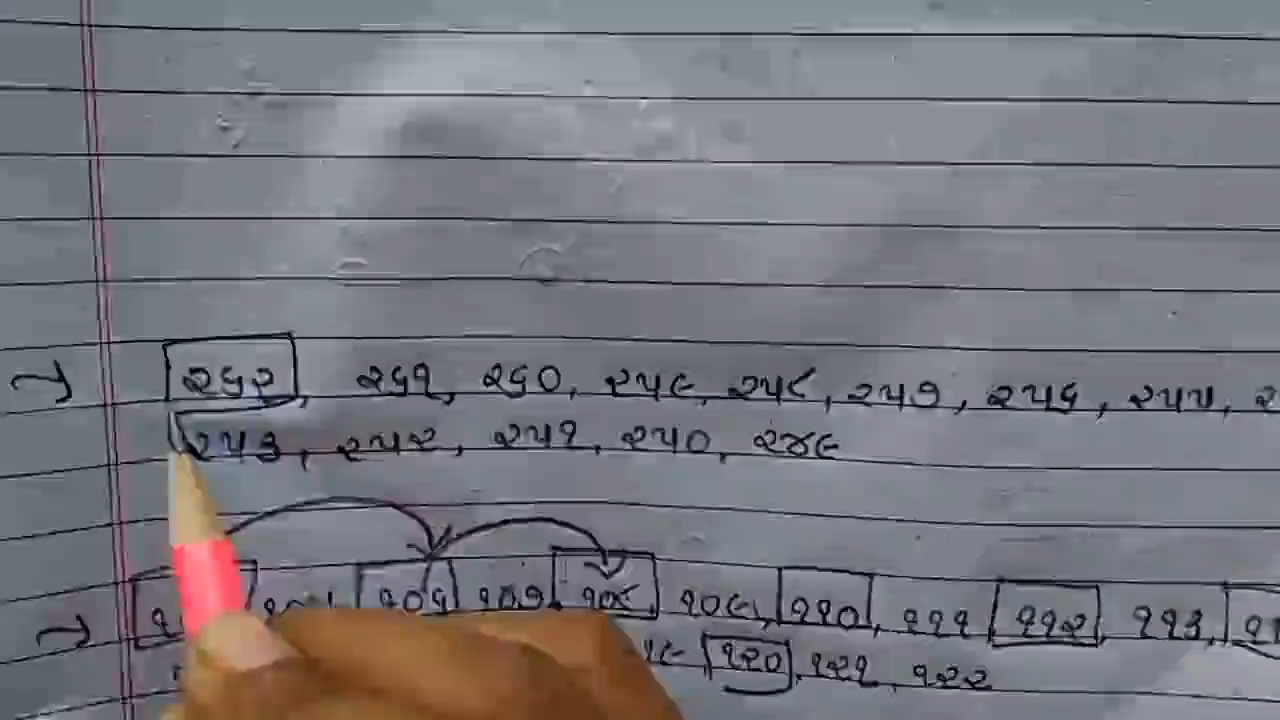 → ૨૬૨, ૨૬૧, ૨૬૦, ૨૫૯, ૨૫૮, ૨૫૭, ૨૫૬, ૨૫૫,
૨૫૩, ૨૫૨, ૨૫૧, ૨૫૦, ૨૪૯
→ ૧૦૬ ૧૦૭, ૧૦૮, ૧૦૯, ૧૧૦, ૧૧૧ ૧૧૨, ૧૧૩,
૧૨૦, ૧૨૧, ૧૨૨